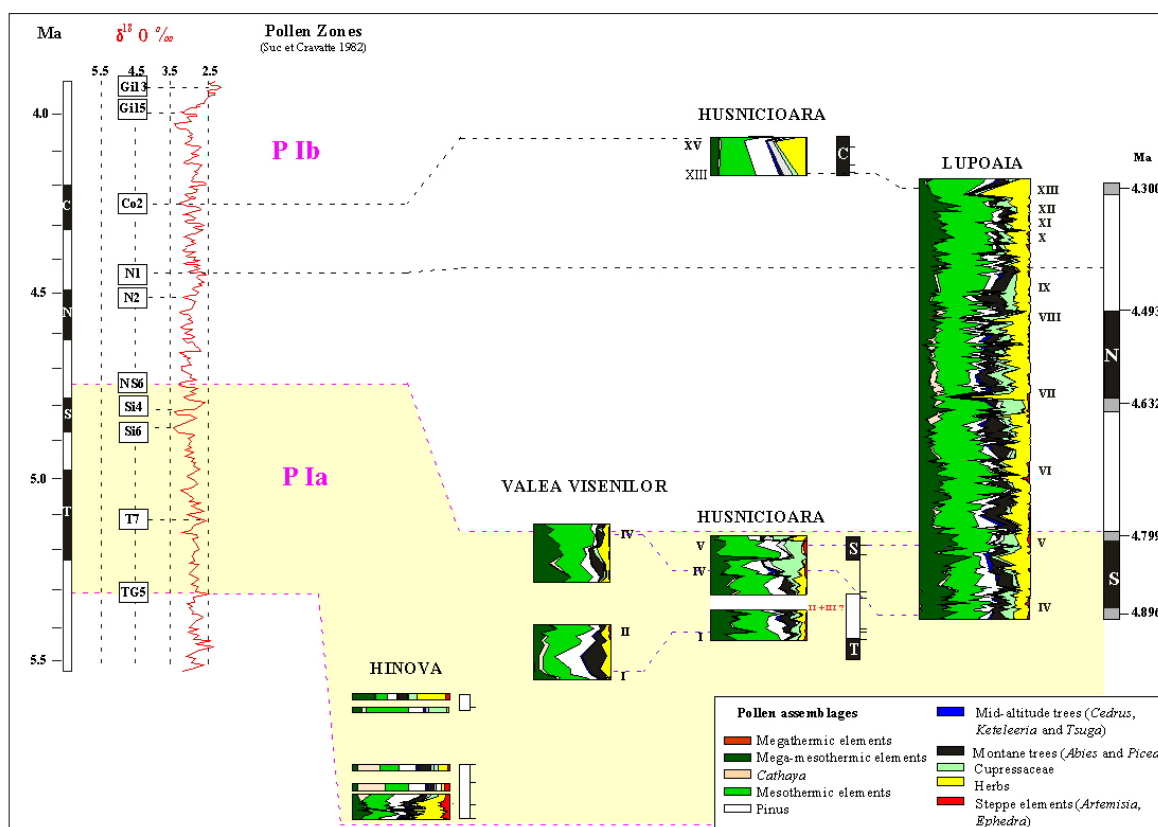 Ma
δ18 O ‰
Pollen Zones
(Suc et Cravatte 1982)
5.5 4.5 3.5 2.5
Gi13
Gi15
4.0
P Ib
C
Co2
N1
N2
4.5
N
NS6
Si4
S
Si6
P Ia
5.0
T7
T
TG5
5.5
HUSNICIOARA
XV
XIII
C
LUPOAIA
Ma
XIII
4.300
XII
XI
X
IX
4.493
VIII
N
VII
4.632
VI
V
4.799
S
IV
4.896
VALEA VISENILOR
IV
II
I
HUSNICIOARA
V
S
IV
II+III ?
I
T
HINOVA
Pollen assemblages
Megathermic elements
Mega-mesothermic elements
Cathaya
Mesothermic elements
Pinus
Mid-altitude trees (Cedrus,
Keteleeria and Tsuga)
Montane trees (Abies and Picea)
Cupressaceae
Herbs
Steppe elements (Artemisia,
Ephedra)